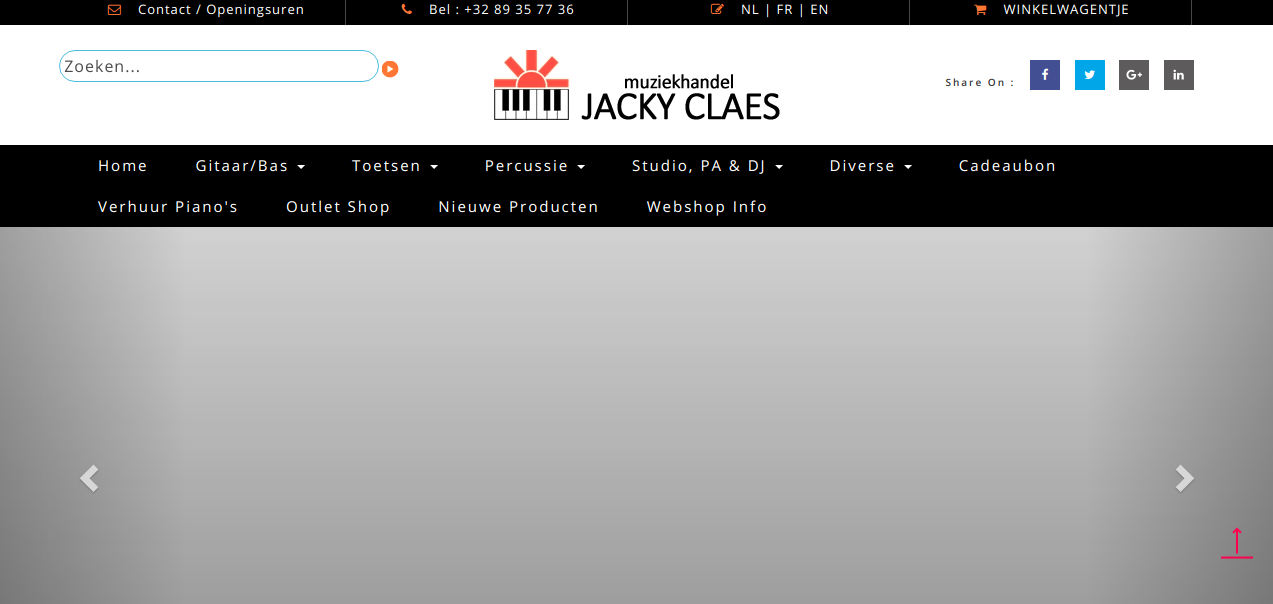 Contact / Openingsuren
Bel : +32 89 35 77 36
NL | FR | EN
WINKELWAGENTJE
Zoeken...
muziekhandel
JACKY CLAES
Share On :
f
G+
in
Home
Gitaar/Bas
Toetsen
Percussie
Studio, PA & DJ
Diverse
Cadeaubon
Verhuur Piano's
Outlet Shop
Nieuwe Producten
Webshop Info